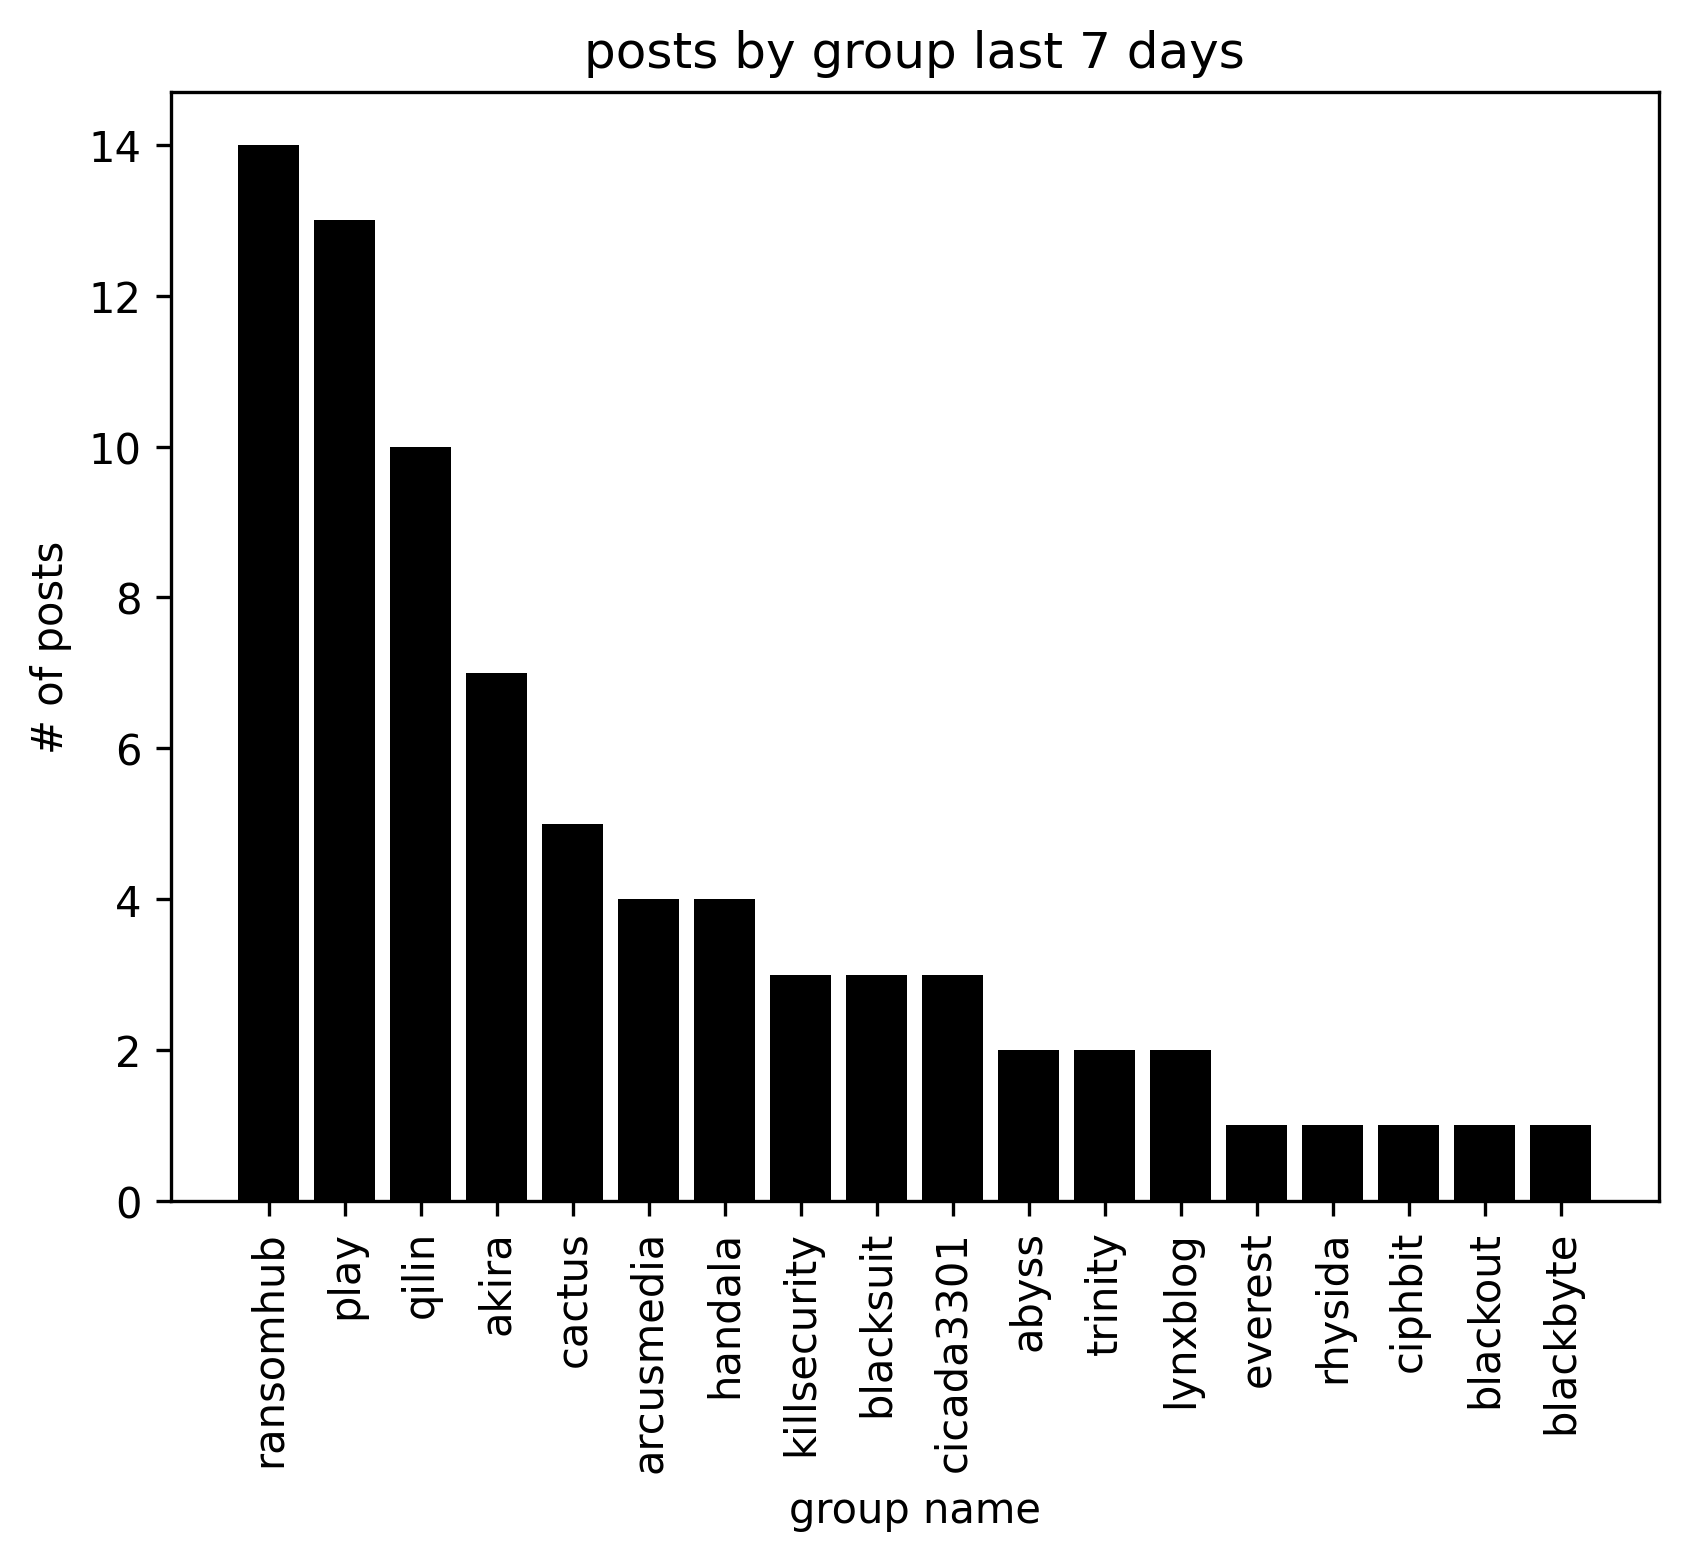 posts by group last 7 days
# of posts
14
12
10
8
6
4
2
0
ransomhub
play
qilin
akira
cactus
arcusmedia
handala
killsecurity
blacksuit
cicada3301
abyss
trinity
lynxblog
everest
rhysida
ciphbit
blackout
blackbyte
group name